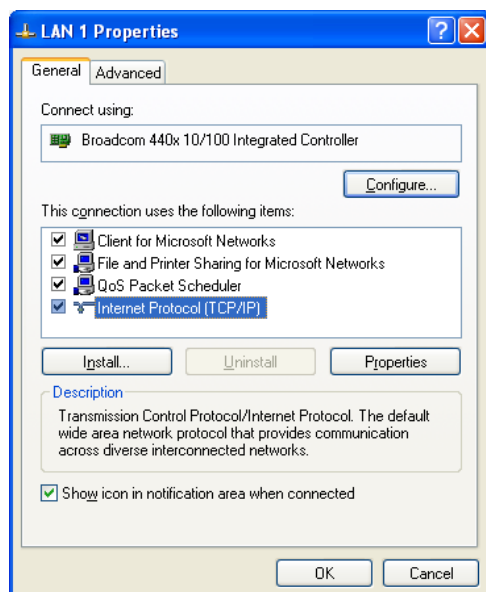 LAN 1 Properties
General Advanced
Connect using:
Broadcom 440x 10/100 Integrated Controller
Configure...
This connection uses the following items:
Client for Microsoft Networks
File and Printer Sharing for Microsoft Networks
QoS Packet Scheduler
Internet Protocol (TCP/IP)
Install... Uninstall Properties
Description
Transmission Control Protocol/Internet Protocol. The default
wide area network protocol that provides communication
across diverse interconnected networks.
Show icon in notification area when connected
OK Cancel